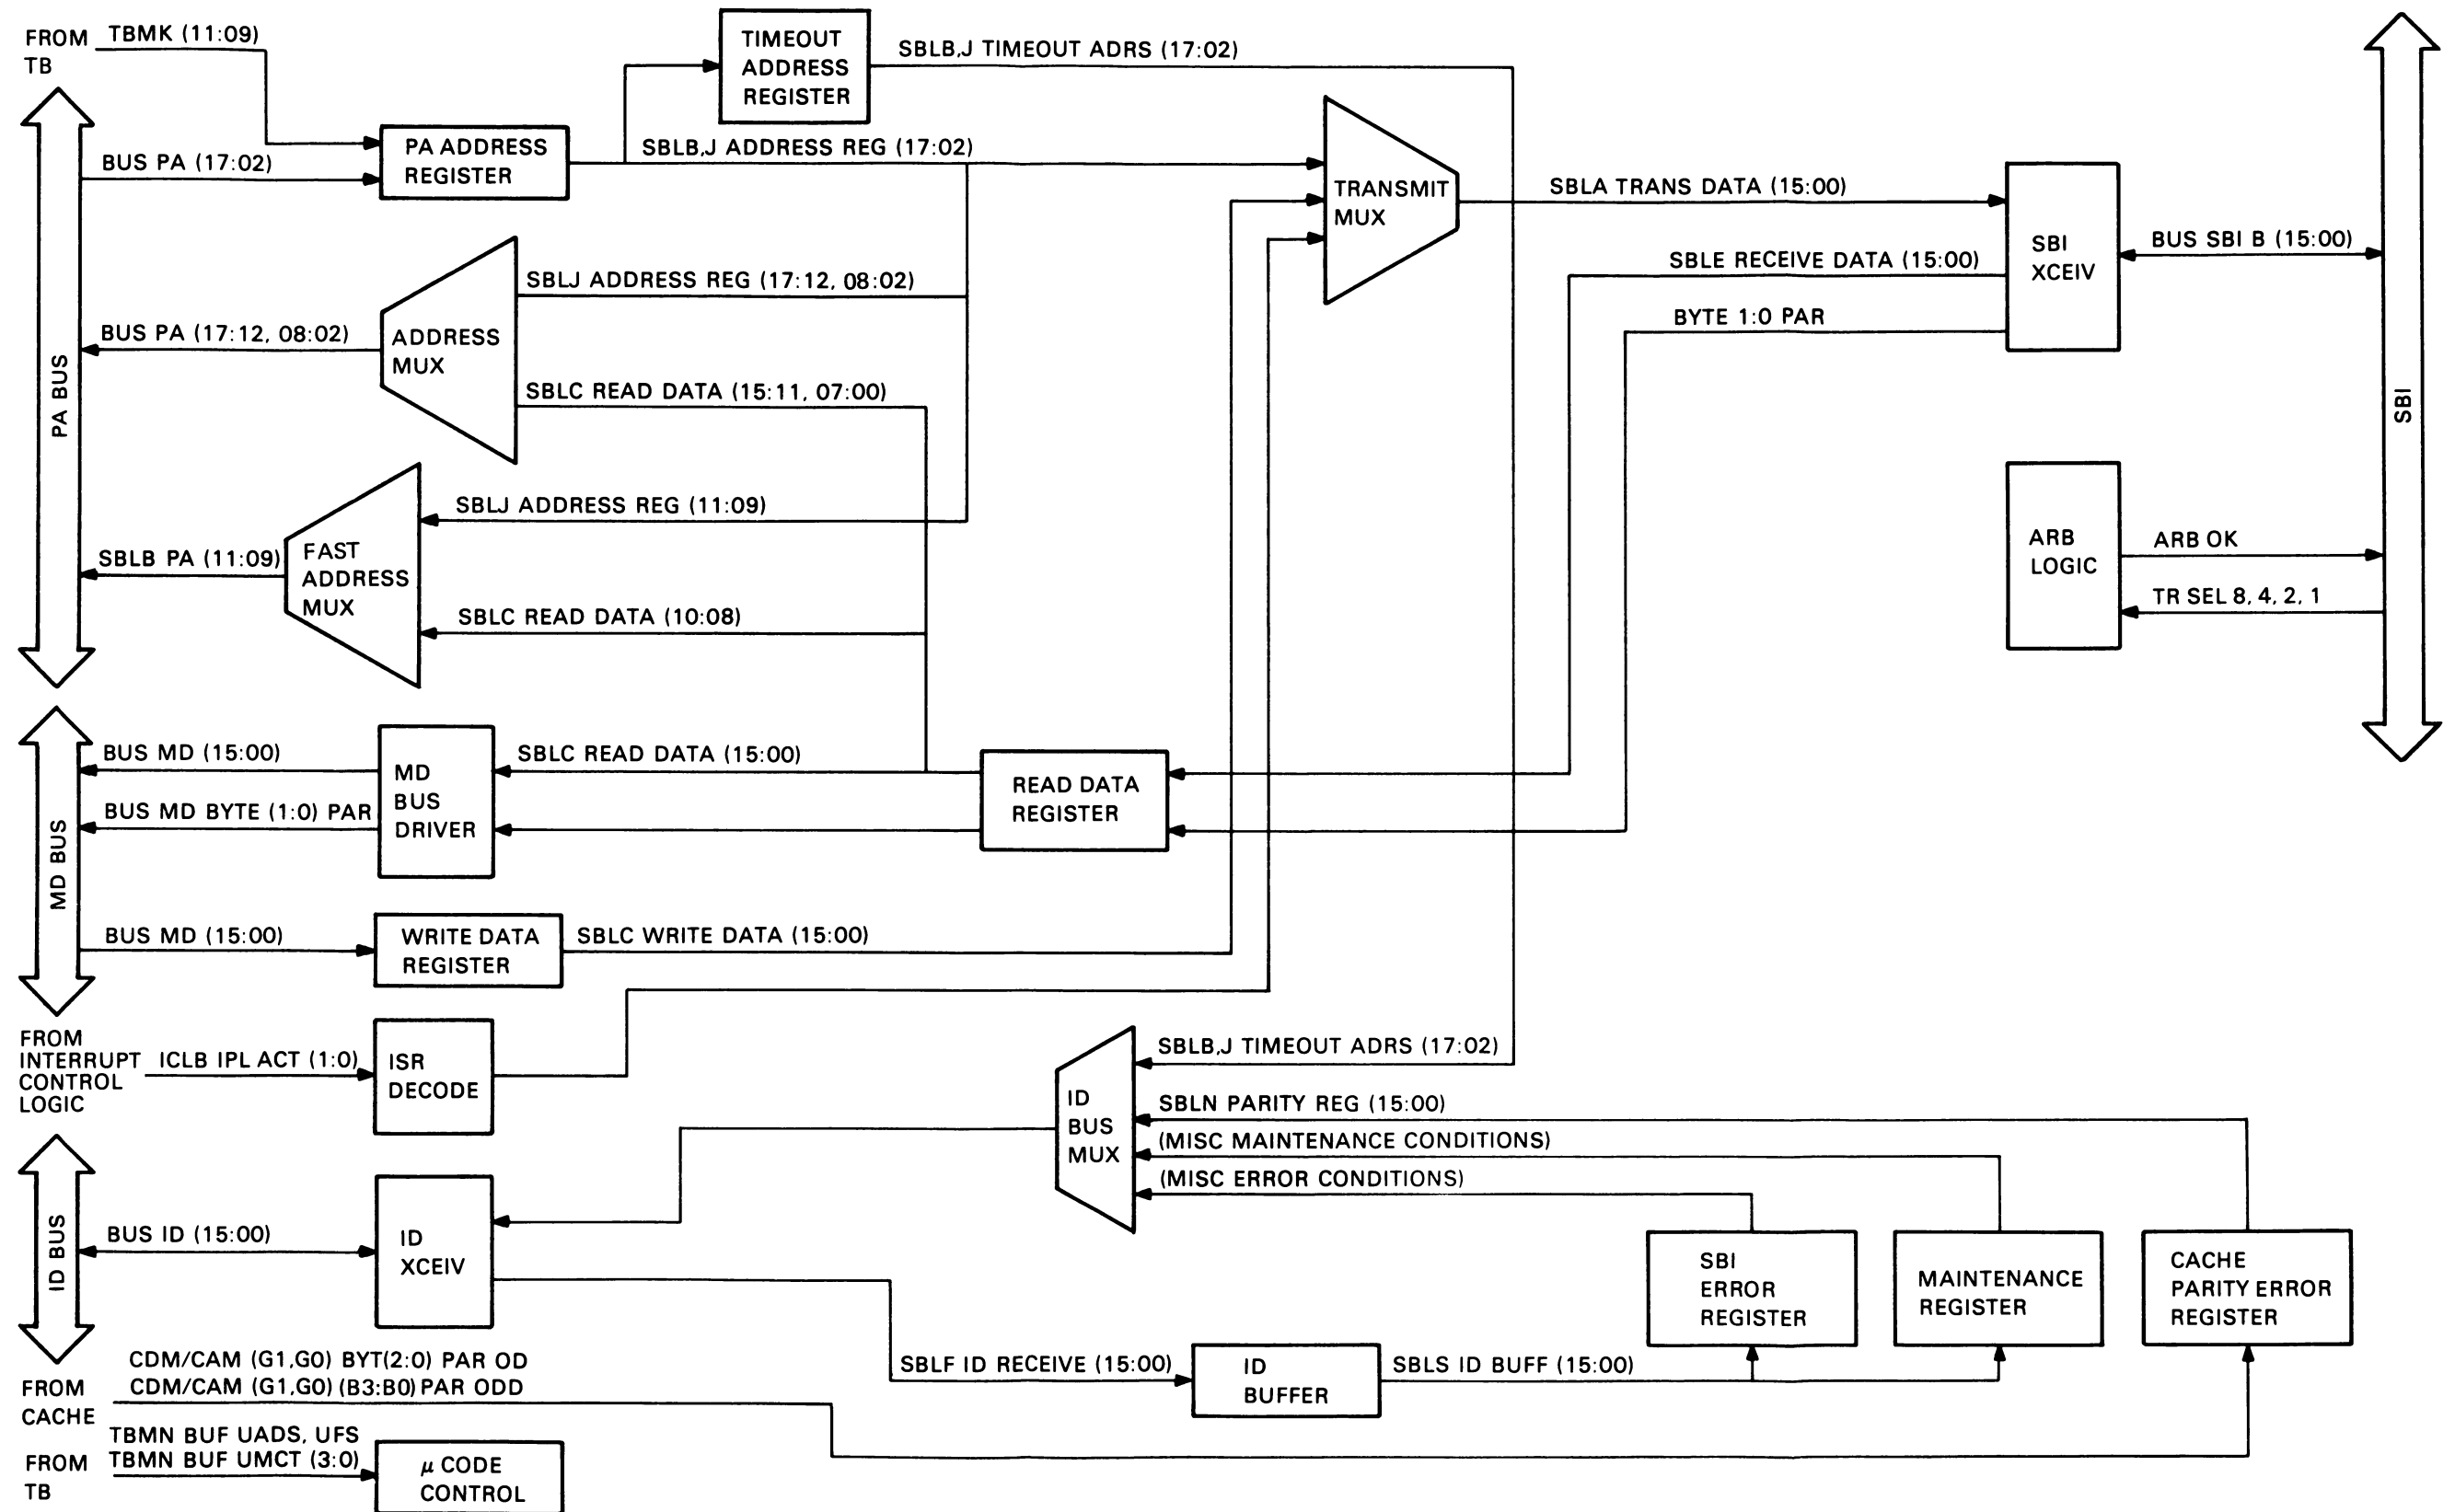 FROM
TB
TBMK (11:09)
TIMEOUT
ADDRESS
REGISTER
SBLB,J TIMEOUT ADRS (17:02)
BUS PA (17:02)
PA ADDRESS
REGISTER
SBLB,J ADDRESS REG (17:02)
TRANSMIT
MUX
SBLA TRANS DATA (15:00)
SBLE RECEIVE DATA (15:00)
BYTE 1:0 PAR
SBI
XCEIV
BUS SBI B (15:00)
SBI
PA BUS
SBLJ ADDRESS REG (17:12, 08:02)
BUS PA (17:12, 08:02)
ADDRESS
MUX
SBLC READ DATA (15:11, 07:00)
SBLJ ADDRESS REG (11:09)
SBLB PA (11:09)
FAST
ADDRESS
MUX
SBLC READ DATA (10:08)
ARB
LOGIC
ARB OK
TR SEL 8, 4, 2, 1
MD BUS
BUS MD (15:00)
BUS MD BYTE (1:0) PAR
MD
BUS
DRIVER
SBLC READ DATA (15:00)
READ DATA
REGISTER
BUS MD (15:00)
WRITE DATA
REGISTER
SBLC WRITE DATA (15:00)
FROM
INTERRUPT
CONTROL
LOGIC
ICLB IPL ACT (1:0)
ISR
DECODE
ID
BUS
MUX
SBLB,J TIMEOUT ADRS (17:02)
SBLN PARITY REG (15:00)
(MISC MAINTENANCE CONDITIONS)
(MISC ERROR CONDITIONS)
ID BUS
BUS ID (15:00)
ID
XCEIV
SBI
ERROR
REGISTER
MAINTENANCE
REGISTER
CACHE
PARITY ERROR
REGISTER
SBLF ID RECEIVE (15:00)
ID
BUFFER
SBLS ID BUFF (15:00)
FROM
CACHE
CDM/CAM (G1,G0) BYT(2:0) PAR OD
CDM/CAM (G1,G0) (B3:B0) PAR ODD
FROM
TB
TBMN BUF UADS, UFS
TBMN BUF UMCT (3:0)
μ CODE
CONTROL